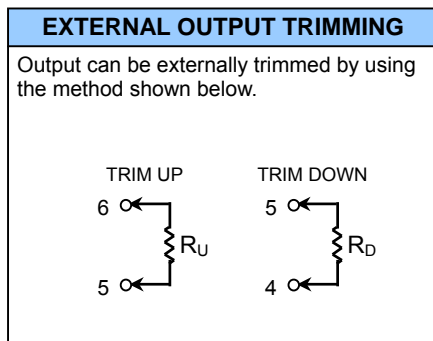 EXTERNAL OUTPUT TRIMMING
Output can be externally trimmed by using
the method shown below.
TRIM UP
TRIM DOWN
6
5
RU
RD
5
4